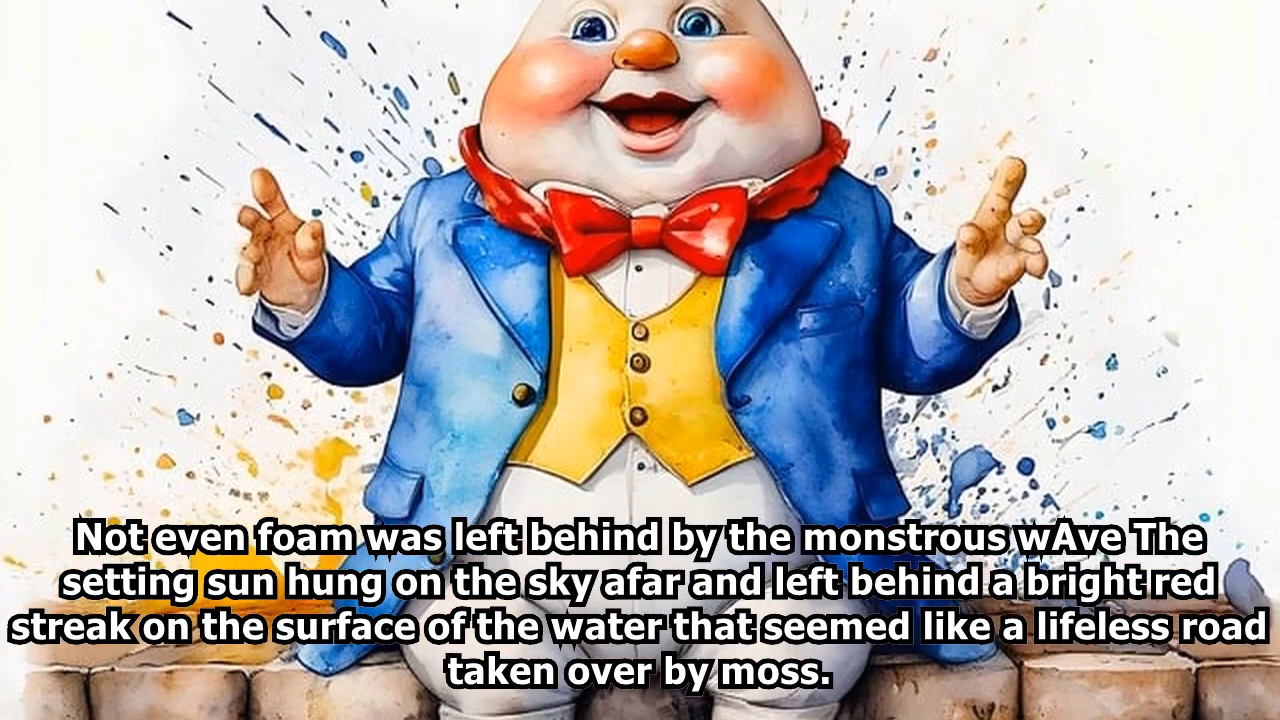 Not even foam was left behind by the monstrous wAve The
setting sun hung on the sky afar and left behind a bright red
streak on the surface of the water that seemed like a lifeless road
taken over by moss.